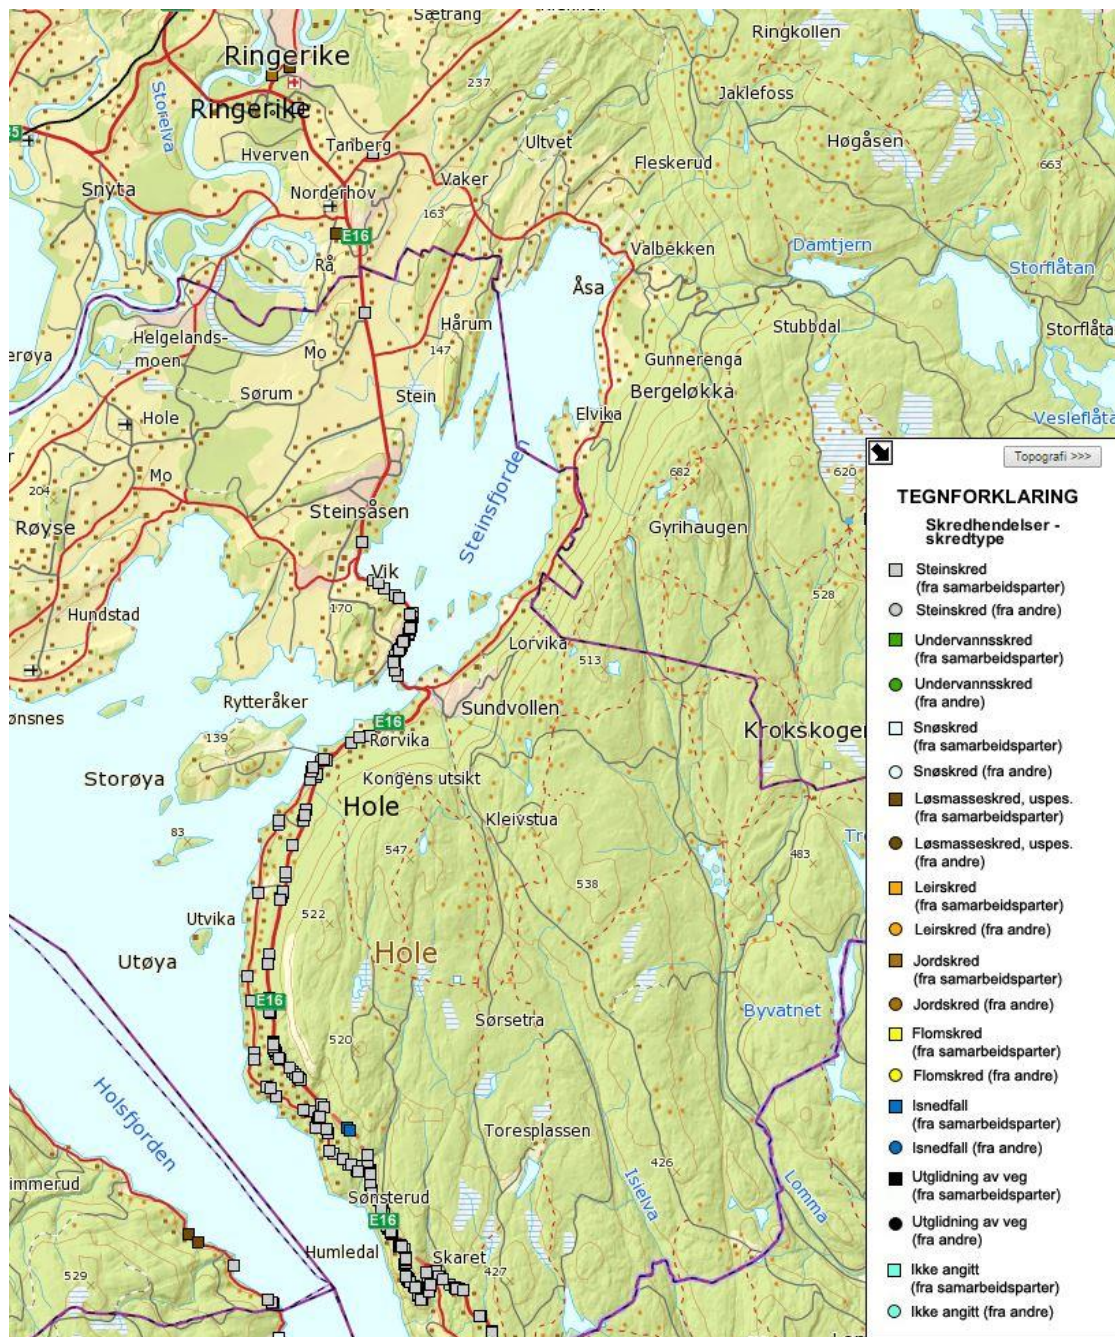 Sætrang
Ringkollen
Ringerike
237
Jaklefoss
Ringerike
Storelva
Tanberg
Ultvet
Høgåsen
Hverven
Fleskerud
663
Snyta
Norderhov
Vaker
163
E16
Valbekken
Damtjern
Rå
Åsa
Storflåtan
Helgelands-
moen
Hårum
Stubbdal
Storflåta
erøya
Mo
147
Gunnerenga
Sørum
Stein
Bergeløkka
Hole
Elvika
Vesleflåta
Mo
Steinsfjorden
682
620
204
Røyse
Steinsåsen
Gyrihaugen
Vik
170
528
Hundstad
Lorvika
513
ønsnes
Rytteråker
Sundvollen
E16
139
Rørvika
Krokskogen
Storøya
Kongens utsikt
Hole
Kleivstua
83
547
483
538
Utvika
522
Utøya
Hole
E16
Byvatnet
Sørsetra
520
Holsfjorden
Toresplassen
426
Isielva
Lomma
immerud
Sønsterud
E16
Humledal
Skaret
427
529
Topografi >>>
TEGNFORKLARING
Skredhendelser -
skredtype
Steinskred
(fra samarbeidsparter)
Steinskred (fra andre)
Undervannsskred
(fra samarbeidsparter)
Undervannsskred
(fra andre)
Snøskred
(fra samarbeidsparter)
Snøskred (fra andre)
Løsmasseskred, uspes.
(fra samarbeidsparter)
Løsmasseskred, uspes.
(fra andre)
Leirskred
(fra samarbeidsparter)
Leirskred (fra andre)
Jordskred
(fra samarbeidsparter)
Jordskred (fra andre)
Flomskred
(fra samarbeidsparter)
Flomskred (fra andre)
Isnedfall
(fra samarbeidsparter)
Isnedfall (fra andre)
Utglidning av veg
(fra samarbeidsparter)
Utglidning av veg
(fra andre)
Ikke angitt
(fra samarbeidsparter)
Ikke angitt (fra andre)